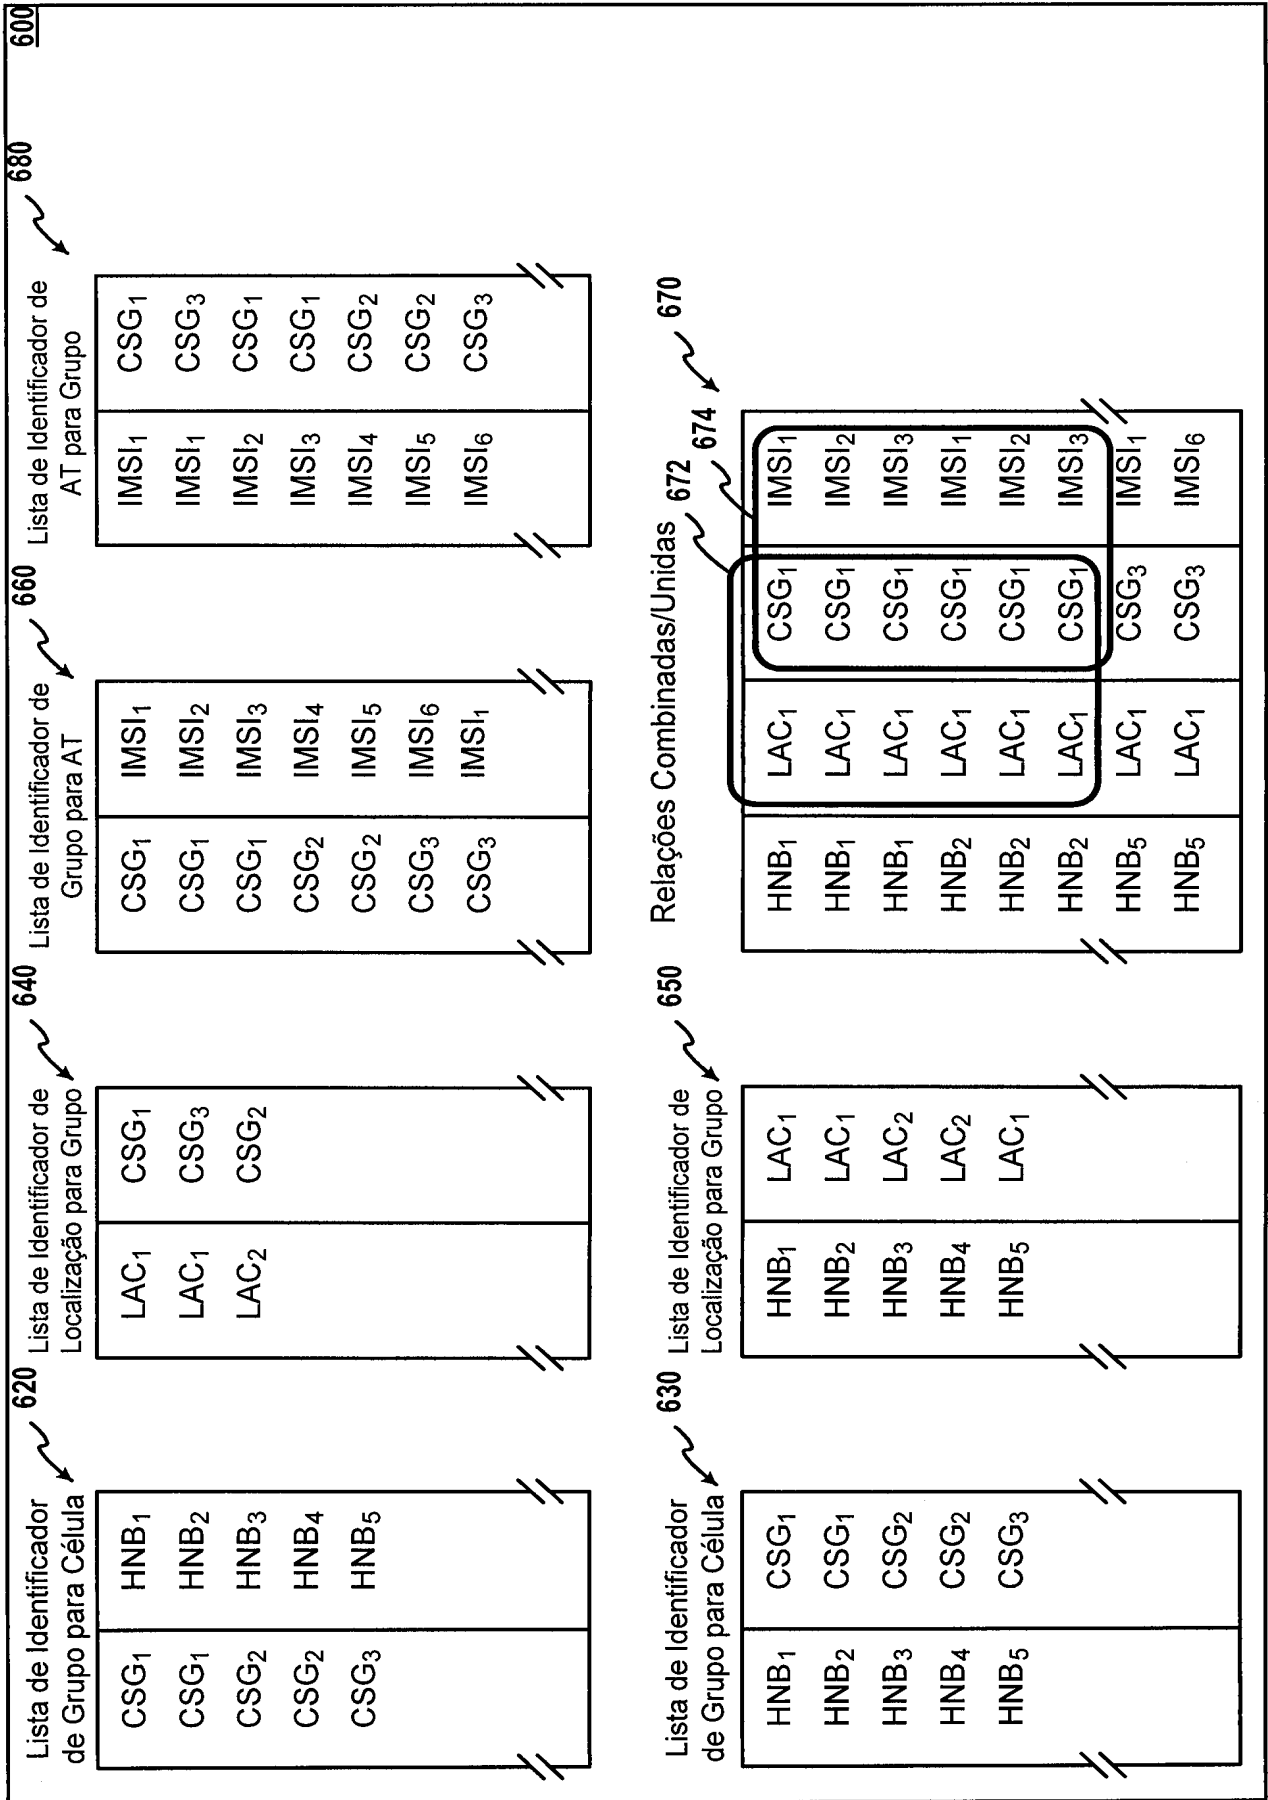 600
Lista de Identificador
de Grupo para Célula
620
CSG1 HNB1
CSG1 HNB2
CSG2 HNB3
CSG2 HNB4
CSG3 HNB5
Lista de Identificador de
Localização para Grupo
640
LAC1 CSG1
LAC1 CSG3
LAC2 CSG2
Lista de Identificador de
Grupo para AT
660
CSG1 IMSI1
CSG1 IMSI2
CSG1 IMSI3
CSG2 IMSI4
CSG2 IMSI5
CSG3 IMSI6
CSG3 IMSI1
Lista de Identificador de
AT para Grupo
680
IMSI1 CSG1
IMSI1 CSG3
IMSI2 CSG1
IMSI3 CSG1
IMSI4 CSG2
IMSI5 CSG2
IMSI6 CSG3
Lista de Identificador
de Grupo para Célula
630
HNB1 CSG1
HNB2 CSG1
HNB3 CSG2
HNB4 CSG2
HNB5 CSG3
Lista de Identificador de
Localização para Grupo
650
HNB1 LAC1
HNB2 LAC1
HNB3 LAC2
HNB4 LAC2
HNB5 LAC1
Relações Combinadas/Unidas
672
674
670
HNB1 LAC1 CSG1 IMSI1
HNB1 LAC1 CSG1 IMSI2
HNB1 LAC1 CSG1 IMSI3
HNB2 LAC1 CSG1 IMSI1
HNB2 LAC1 CSG1 IMSI2
HNB2 LAC1 CSG1 IMSI3
HNB5 LAC1 CSG3 IMSI1
HNB5 LAC1 CSG3 IMSI6